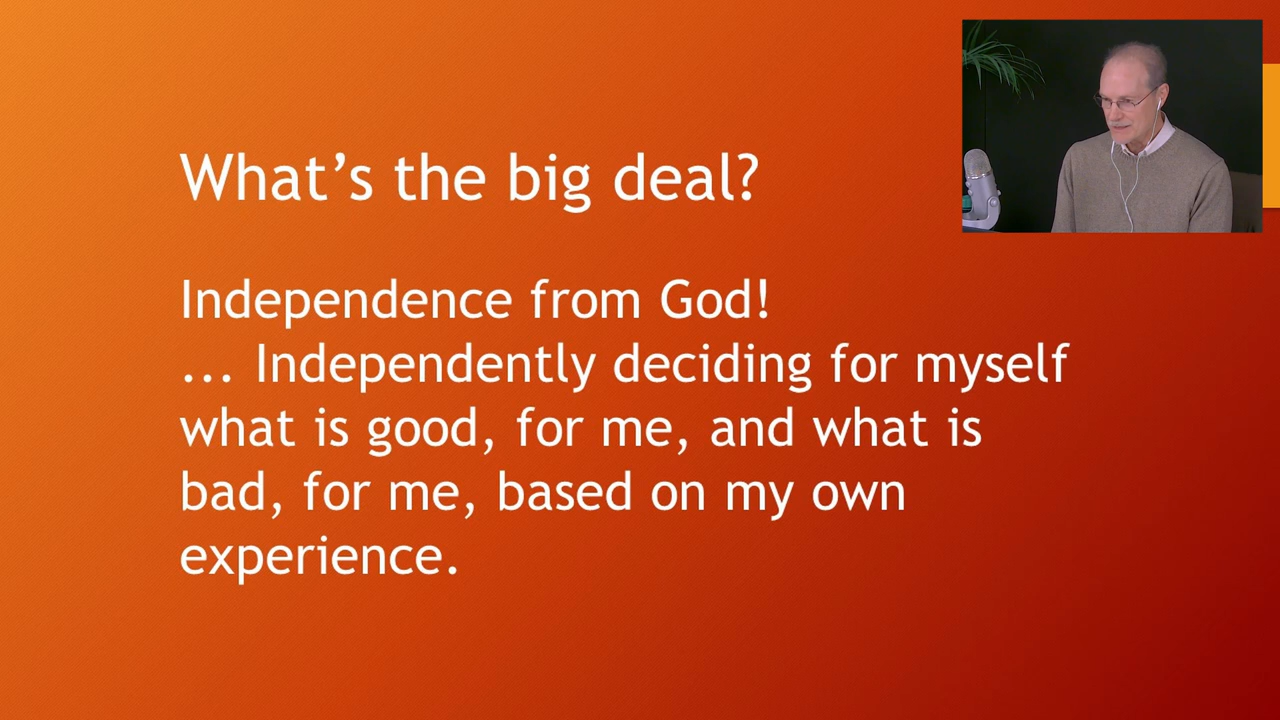 What’s the big deal?
Independence from God!
... Independently deciding for myself
what is good, for me, and what is
bad, for me, based on my own
experience.